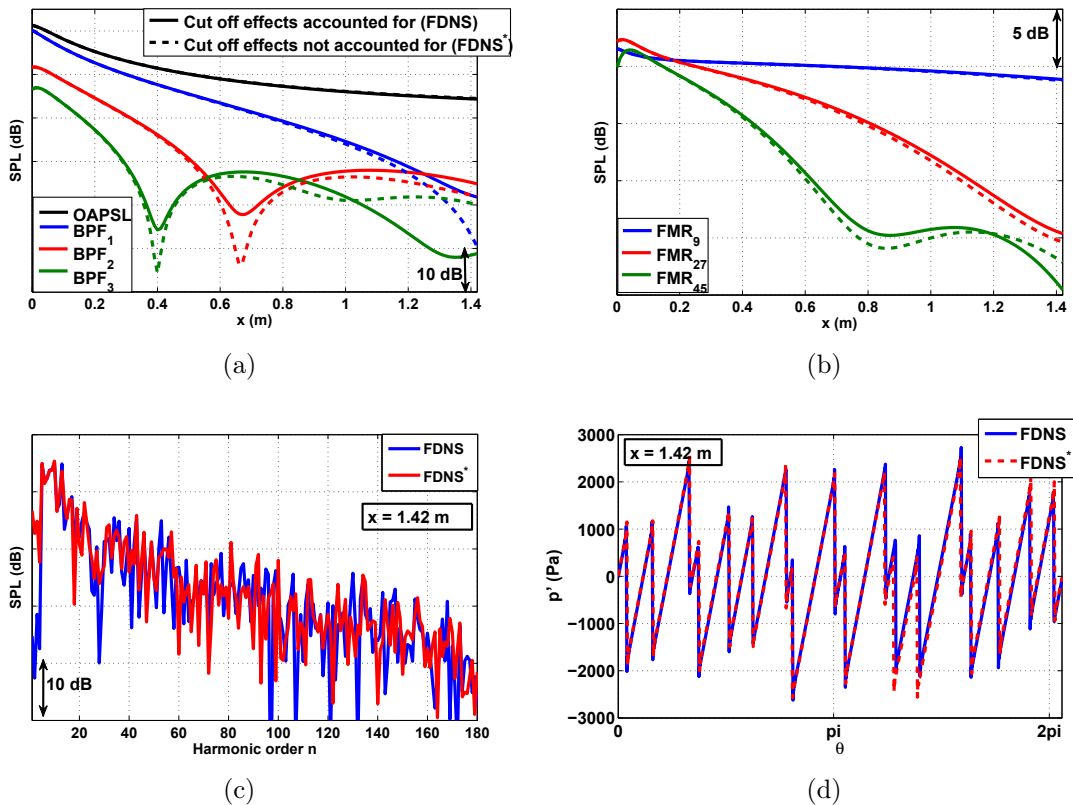 Cut off effects accounted for (FDNS)
Cut off effects not accounted for (FDNS*)
SPL (dB)
OAPSL
BPF1
BPF2
BPF3
10 dB
0 0.2 0.4 0.6 0.8 1 1.2 1.4
x (m)
(a)
5 dB
SPL (dB)
FMR9
FMR27
FMR45
0 0.2 0.4 0.6 0.8 1 1.2 1.4
x (m)
(b)
FDNS
FDNS*
x = 1.42 m
SPL (dB)
10 dB
20 40 60 80 100 120 140 160 180
Harmonic order n
(c)
FDNS
FDNS*
x = 1.42 m
p' (Pa)
3000
2000
1000
0
−1000
−2000
−3000
0 pi 2pi
θ
(d)